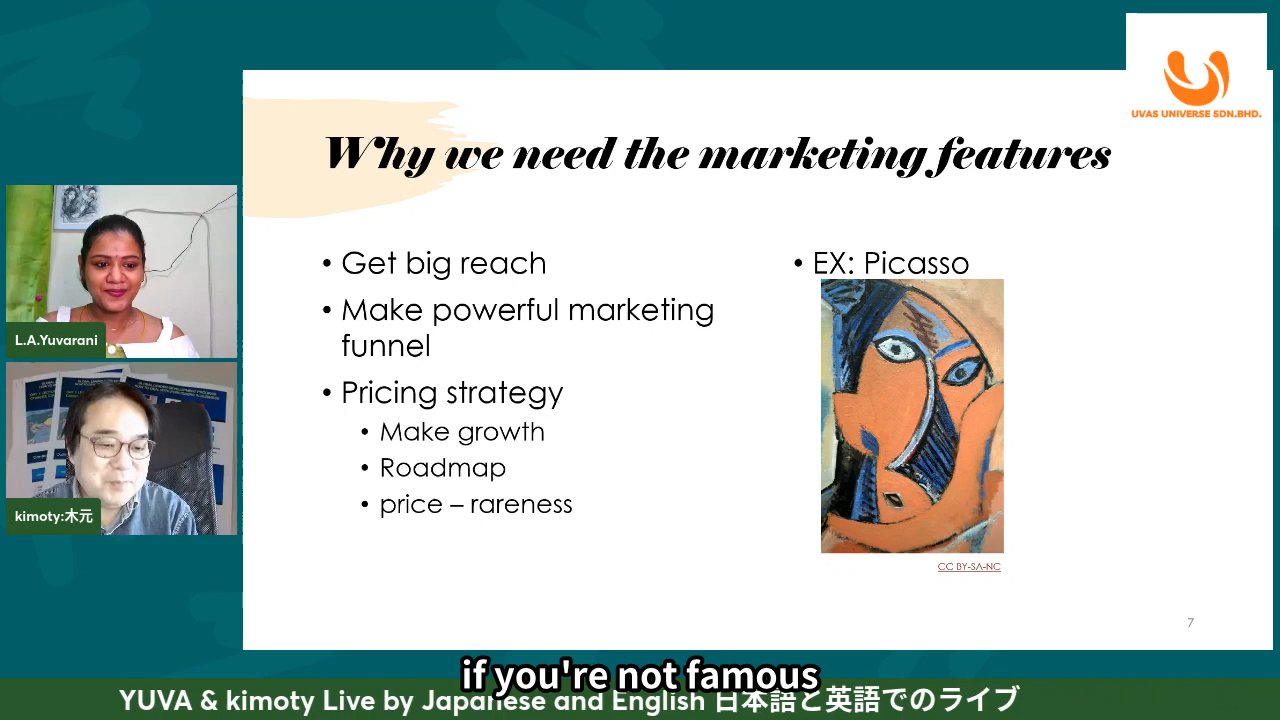 UVAS UNIVERSE SDN.BHD.
Why we need the marketing features
• Get big reach
• Make powerful marketing
funnel
• Pricing strategy
• Make growth
• Roadmap
• price – rareness
• EX: Picasso
CC BY-SA-NC
7
L.A.Yuvarani
kimoty:木元
if you're not famous
YUVA & kimoty Live by Japanese and English 日本語と英語でのライブ